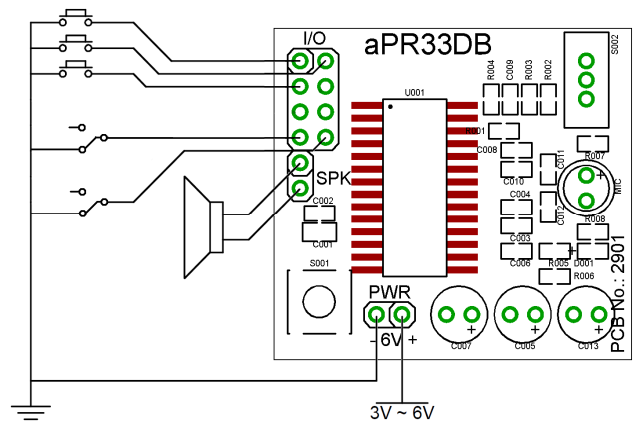 I/O
aPR33DB
S002
R004
C009
R003
R002
U001
R001
C008
C011
R007
+
MIC
C010
SPK
C002
C004
C012
R008
C001
C003
C006
R005
+
D001
S001
R006
PWR
- 6V +
+
C007
+
C005
+
C013
PCB No.: 2901
3V ~ 6V